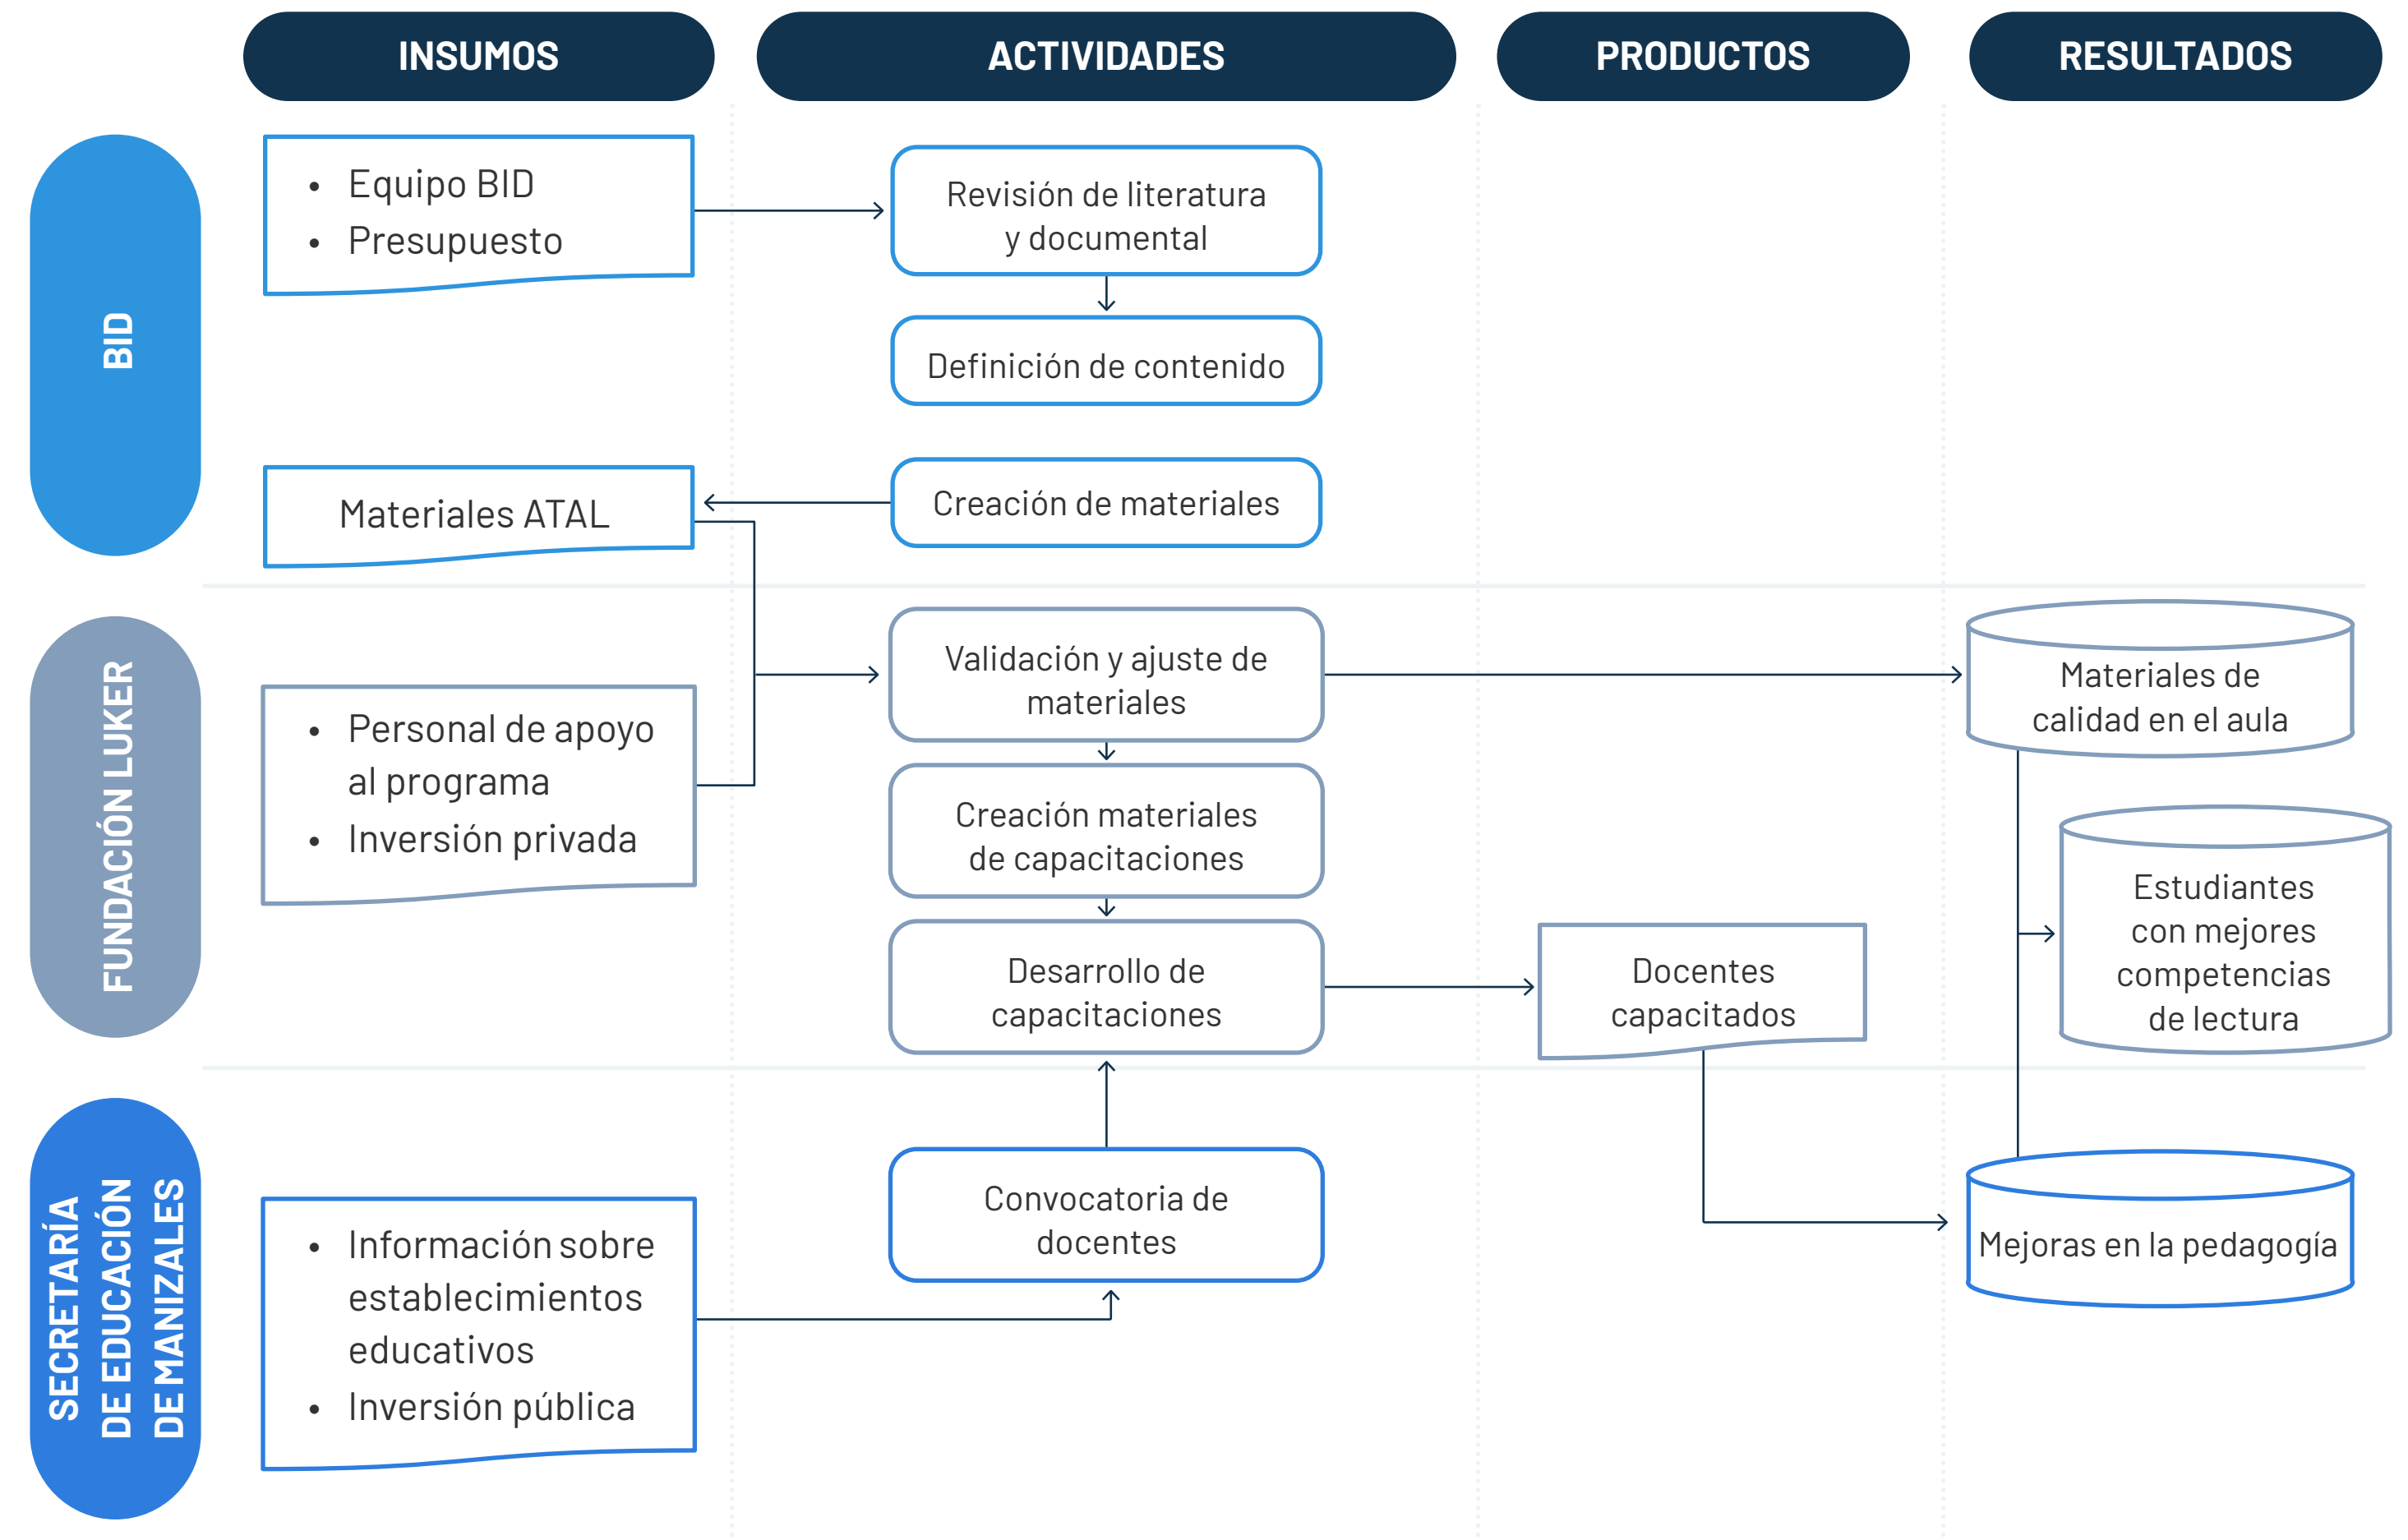 INSUMOS
ACTIVIDADES
PRODUCTOS
RESULTADOS
BID
• Equipo BID
• Presupuesto
Revisión de literatura
y documental
Definición de contenido
Materiales ATAL
Creación de materiales
FUNDACIÓN LUKER
• Personal de apoyo
al programa
• Inversión privada
Validación y ajuste de
materiales
Creación materiales
de capacitaciones
Desarrollo de
capacitaciones
Docentes
capacitados
Materiales de
calidad en el aula
Estudiantes
con mejores
competencias
de lectura
SECRETARÍA
DE EDUCACIÓN
DE MANIZALES
• Información sobre
establecimientos
educativos
• Inversión pública
Convocatoria de
docentes
Mejoras en la pedagogía